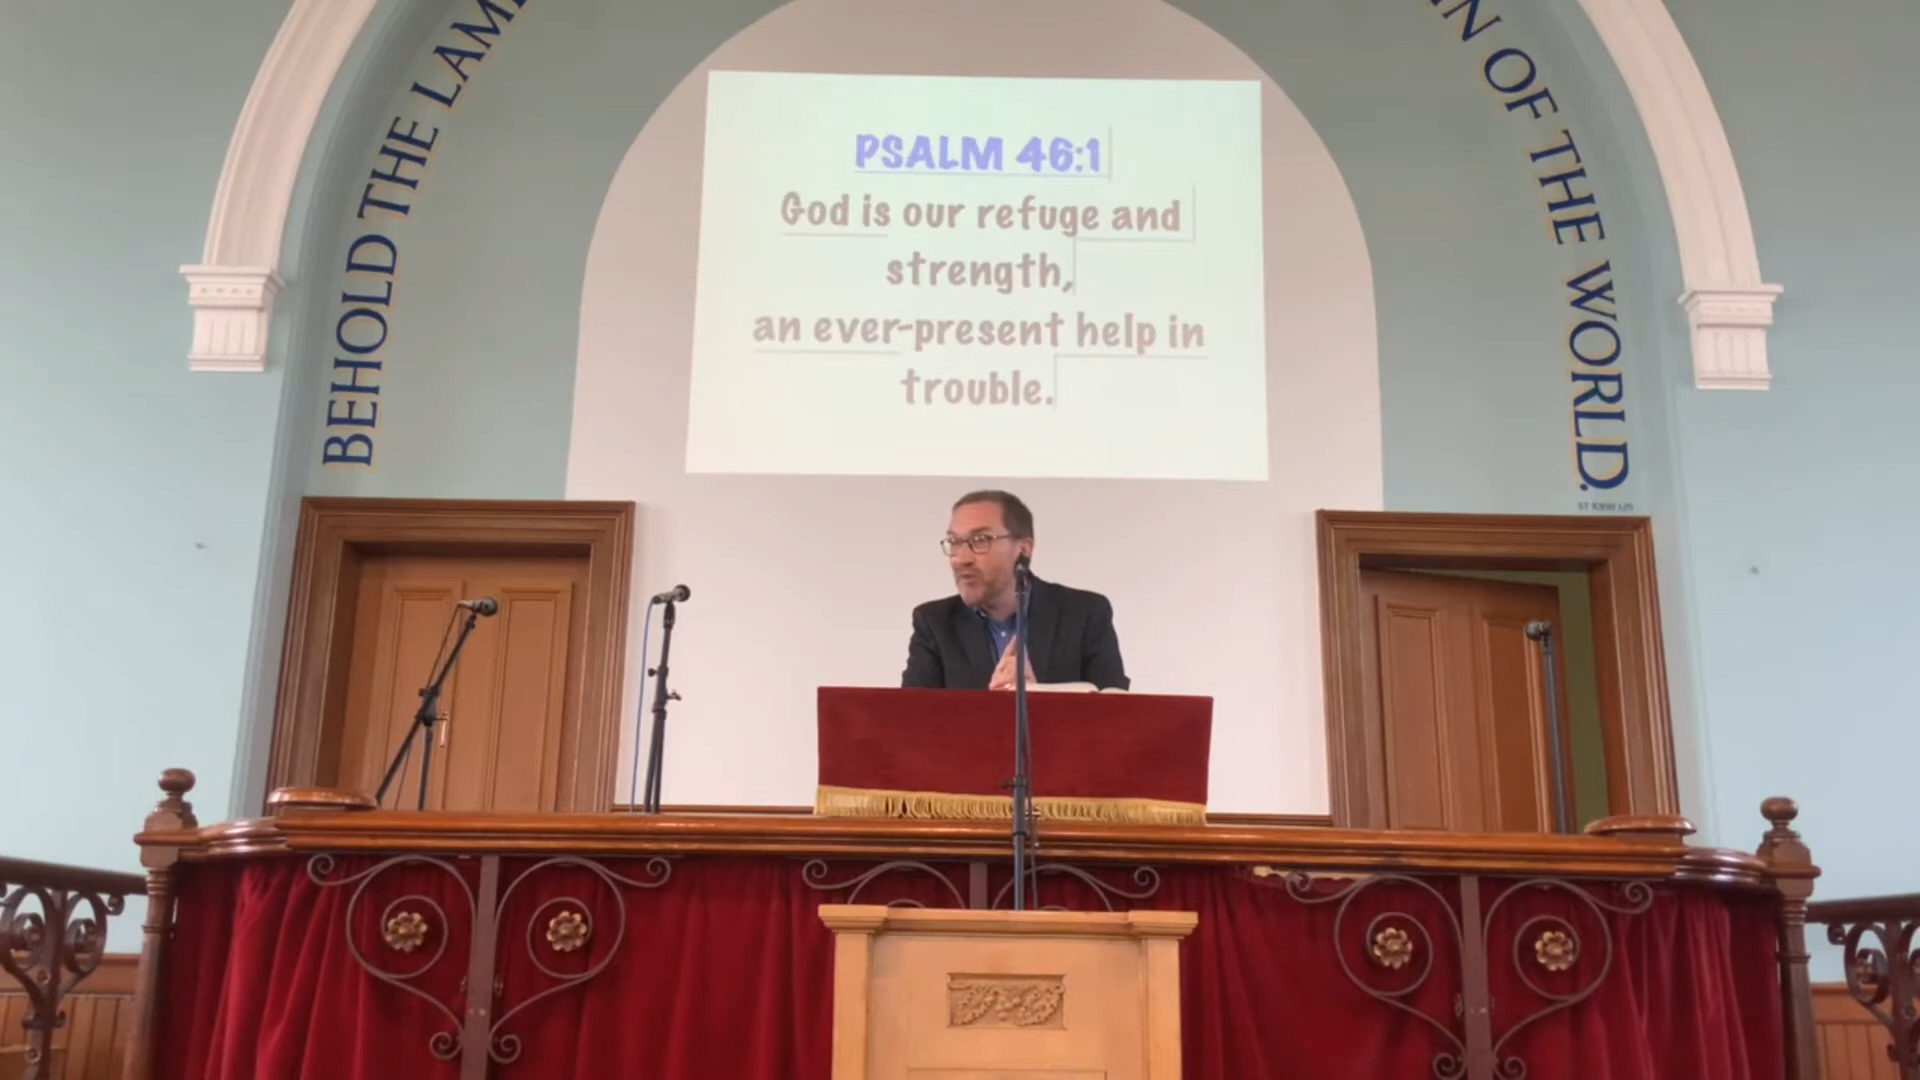 BEHOLD THE LAM
IN OF THE WORLD.
PSALM 46:1
God is our refuge and
strength,
an ever-present help in
trouble.